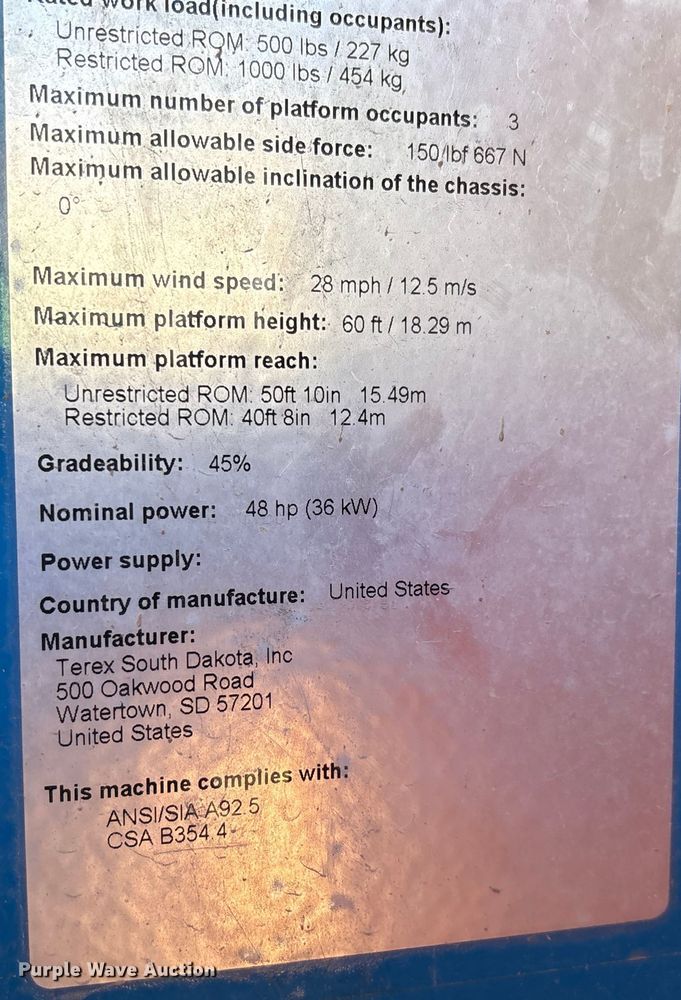 Rated work load(including occupants):
Unrestricted ROM: 500 lbs / 227 kg
Restricted ROM: 1000 lbs / 454 kg
Maximum number of platform occupants: 3
Maximum allowable side force: 150 lbf 667 N
Maximum allowable inclination of the chassis:
0°
Maximum wind speed: 28 mph / 12.5 m/s
Maximum platform height: 60 ft / 18.29 m
Maximum platform reach:
Unrestricted ROM: 50ft 10in 15.49m
Restricted ROM: 40ft 8in 12.4m
Gradeability: 45%
Nominal power: 48 hp (36 kW)
Power supply:
Country of manufacture: United States
Manufacturer:
Terex South Dakota, Inc
500 Oakwood Road
Watertown, SD 57201
United States
This machine complies with:
ANSI/SIA A92.5
CSA B354.4
Purple Wave Auction